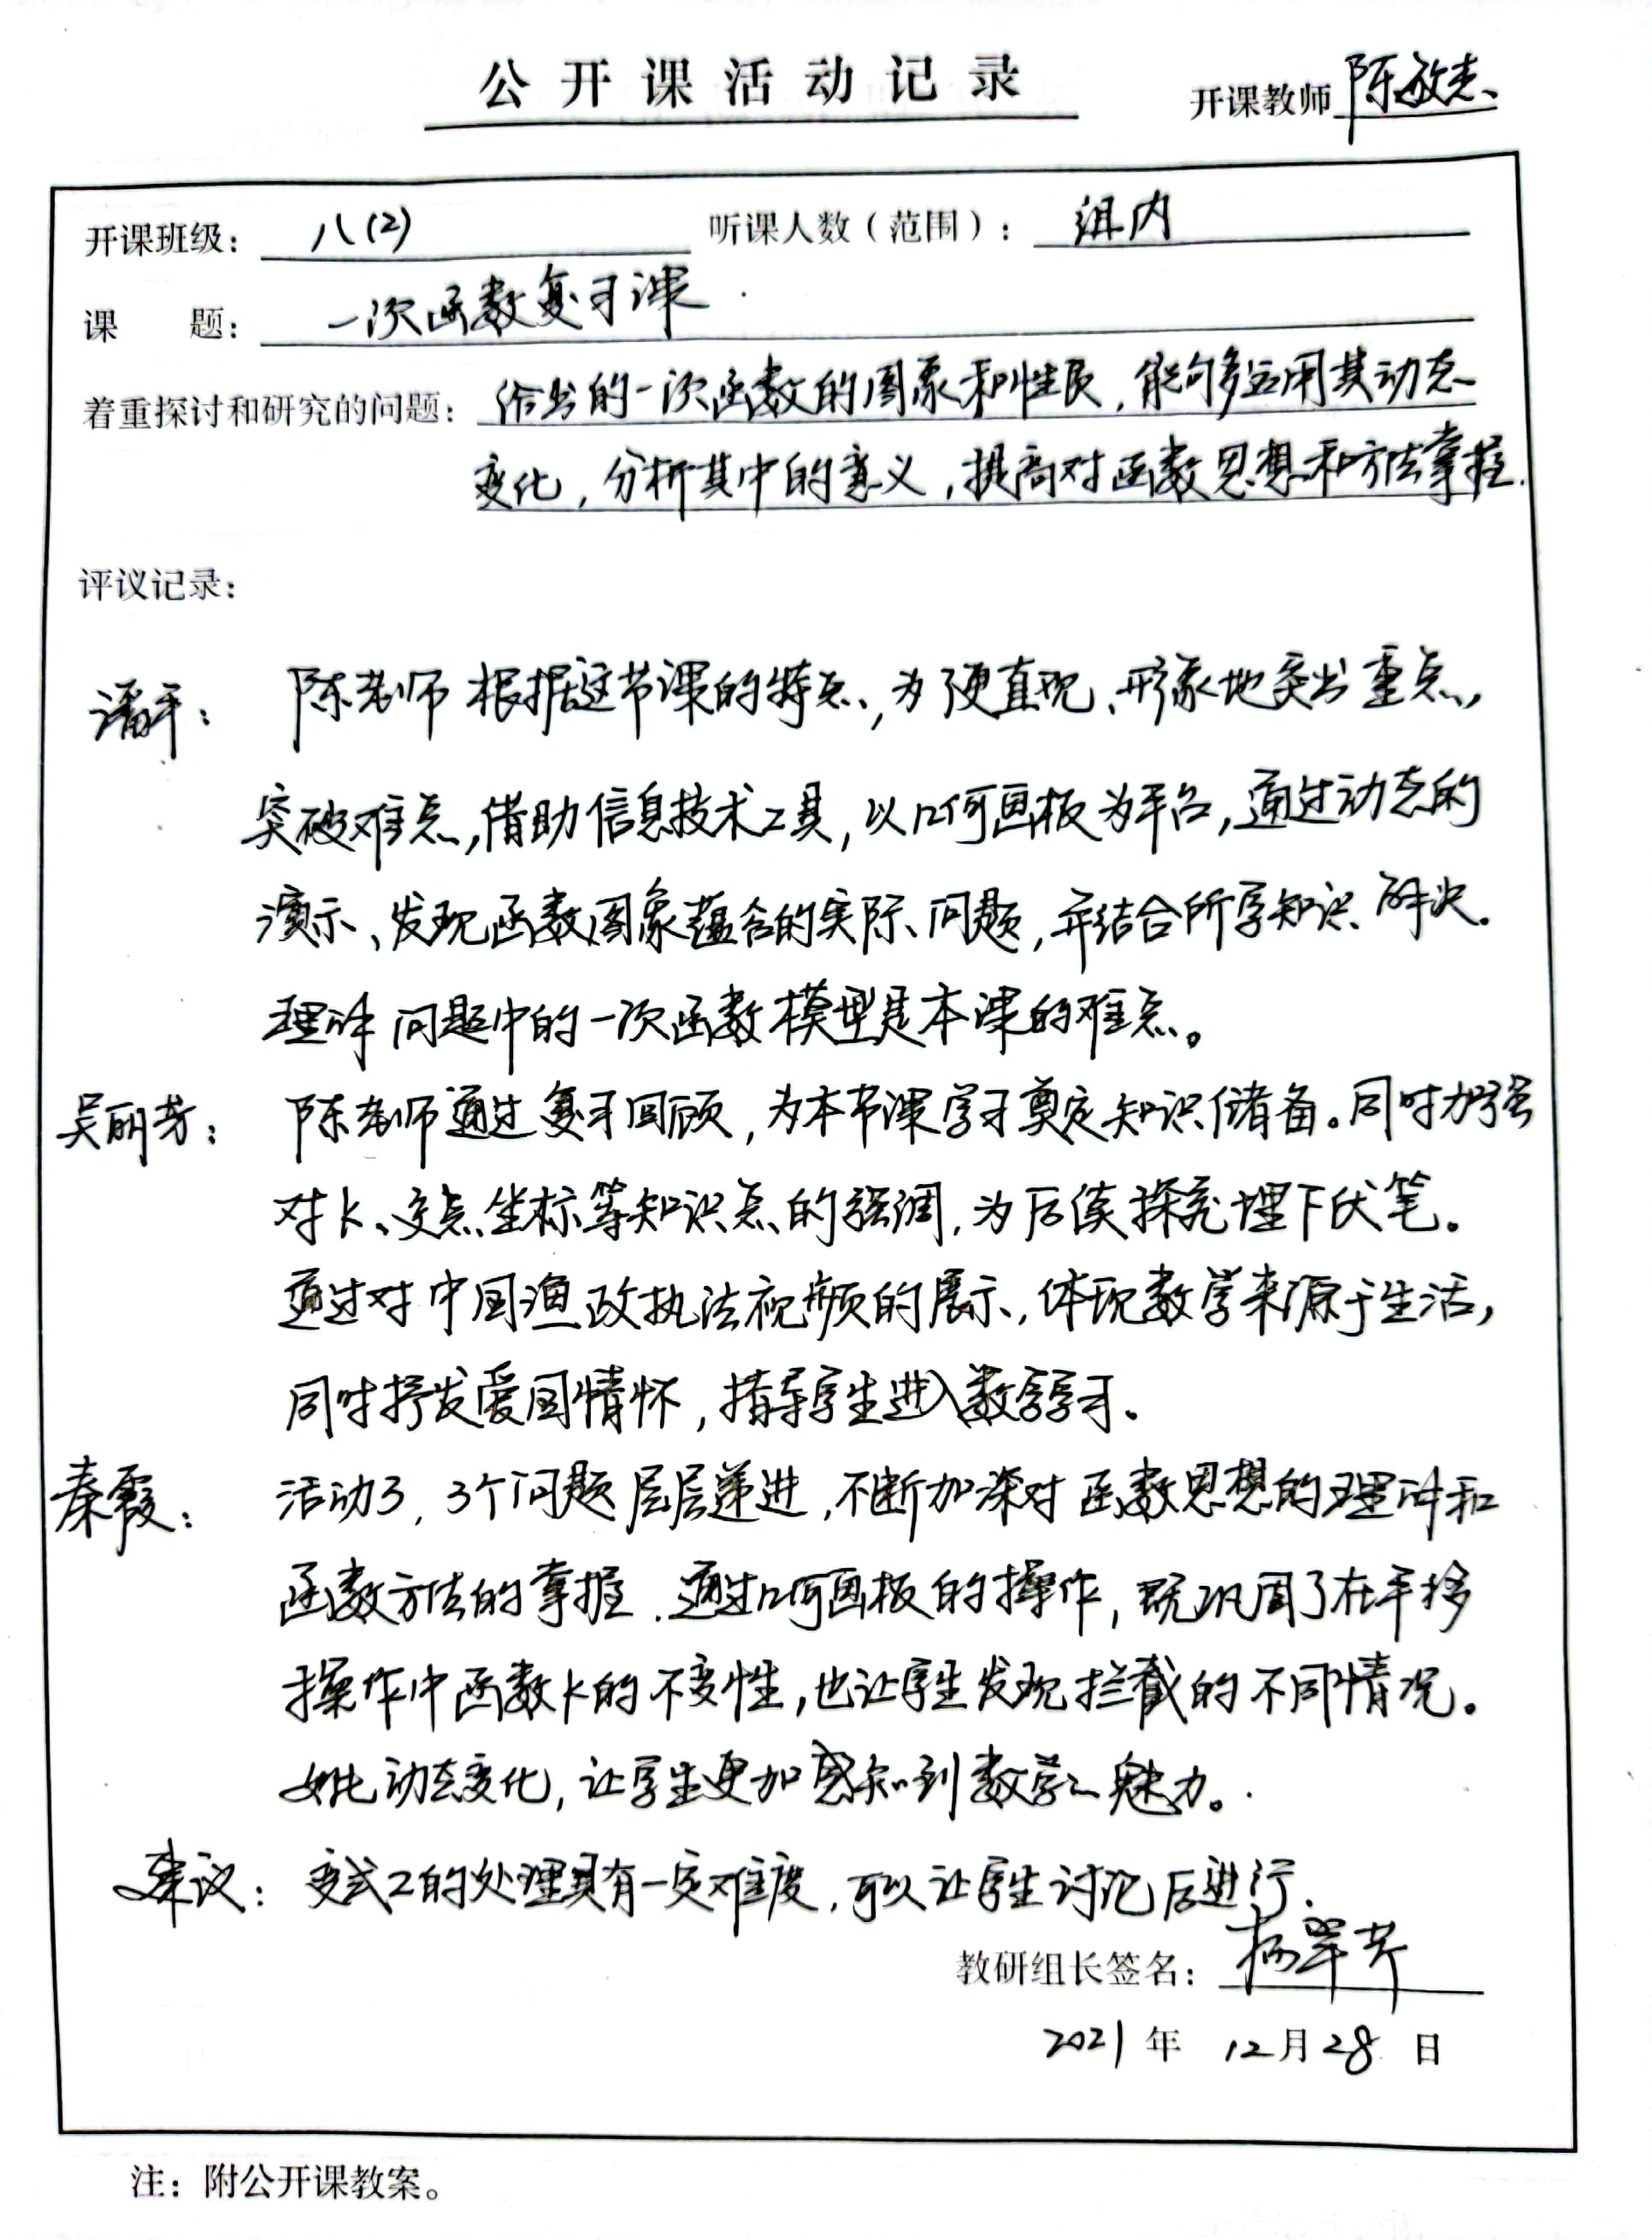 公开课活动记录
开课教师 陈敏杰
开课班级： 八(2) 听课人数（范围）： 组内
课 题： 一次函数复习课
着重探讨和研究的问题： 给出的一次函数的图象和性质，能够应用其动态
变化，分析其中的意义，提高对函数思想和方法掌握.
评议记录：
潘平： 陈老师根据这节课的特点，为了更直观、形象地突出重点，
突破难点，借助信息技术工具，以几何画板为平台，通过动态的
演示、发现函数图象蕴含的实际问题，并结合所学知识解决。
理解问题中的一次函数模型是本课的难点。
吴丽芳： 陈老师通过复习回顾，为本节课学习奠定知识储备。同时加强
对k、交点坐标等知识点的强调，为后续探究埋下伏笔。
通过对中国渔政执法视频的展示，体现数学来源于生活，
同时抒发爱国情怀，指导学生进入数学学习。
秦霞： 活动3，3个问题层层递进，不断加深对函数思想的理解和
函数方法的掌握．通过几何画板的操作，既巩固了在平移
操作中函数k的不变性，也让学生发现拦截的不同情况。
如此动态变化，让学生更加感知到数学之魅力。
建议： 变式2的处理具有一定难度，可以让学生讨论后进行．
教研组长签名： 杨翠芳
2021年 12月28日
注：附公开课教案。